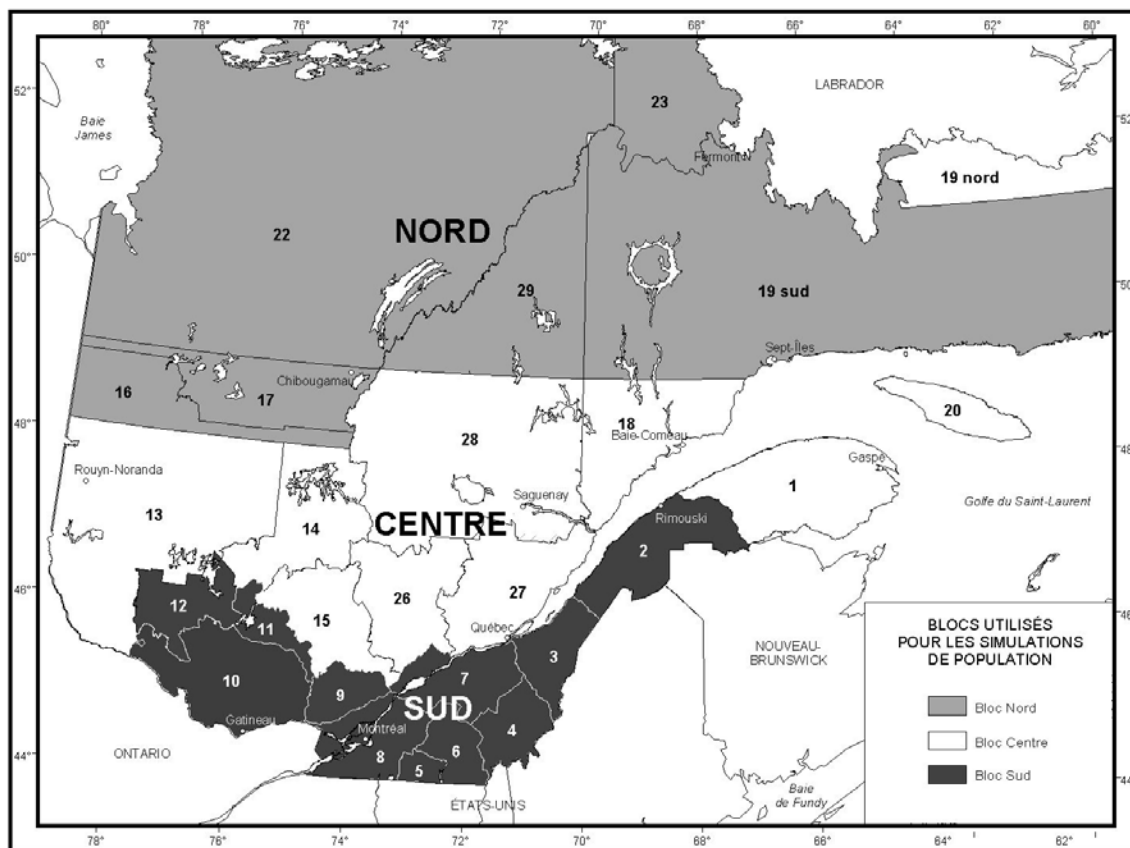 80° 78° 76° 74° 72° 70° 68° 66° 64° 62° 60°
52°
52°
Baie
James
LABRADOR
23
Fermont
19 nord
22
NORD
50°
50°
29
19 sud
Sept-Îles
16
17
Chibougamau
48°
48°
28
18
Baie-Comeau
20
Gaspé
1
Golfe du Saint-Laurent
Rouyn-Noranda
13
14
Saguenay
CENTRE
Rimouski
2
46°
46°
12
11
15
26
27
Québec
3
10
9
7
SUD
4
Gatineau
Montréal
8
5
6
44°
44°
ONTARIO
ÉTATS-UNIS
NOUVEAU-
BRUNSWICK
Baie
de Fundy
BLOCS UTILISÉS
POUR LES SIMULATIONS
DE POPULATION
Bloc Nord
Bloc Centre
Bloc Sud
78° 76° 74° 72° 70° 68° 66° 64° 62°